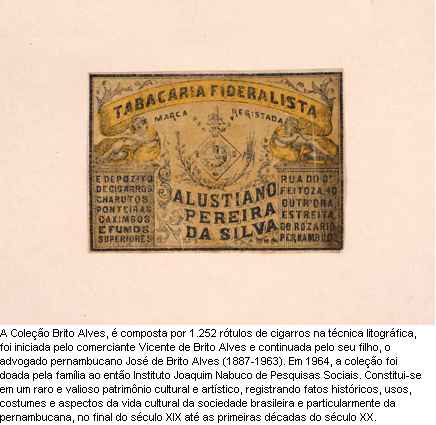 TABACARIA FIDERALISTA
MARCA REGISTADA
E DEPOZITO
DE CIGARROS
CHARUTOS
PONTEIRAS
CAXIMBOS
E FUMOS
SUPERIORES
SALUSTIANO
PEREIRA
DA SILVA
RUA DO Dr
FEITOZA, 40
OUTR'ORA
ESTREITA
DO ROZARIO
PERNAMBUCO
A Coleção Brito Alves, é composta por 1.252 rótulos de cigarros na técnica litográfica,
foi iniciada pelo comerciante Vicente de Brito Alves e continuada pelo seu filho, o
advogado pernambucano José de Brito Alves (1887-1963). Em 1964, a coleção foi
doada pela família ao então Instituto Joaquim Nabuco de Pesquisas Sociais. Constitui-se
em um raro e valioso patrimônio cultural e artístico, registrando fatos históricos, usos,
costumes e aspectos da vida cultural da sociedade brasileira e particularmente da
pernambucana, no final do século XIX até as primeiras décadas do século XX.